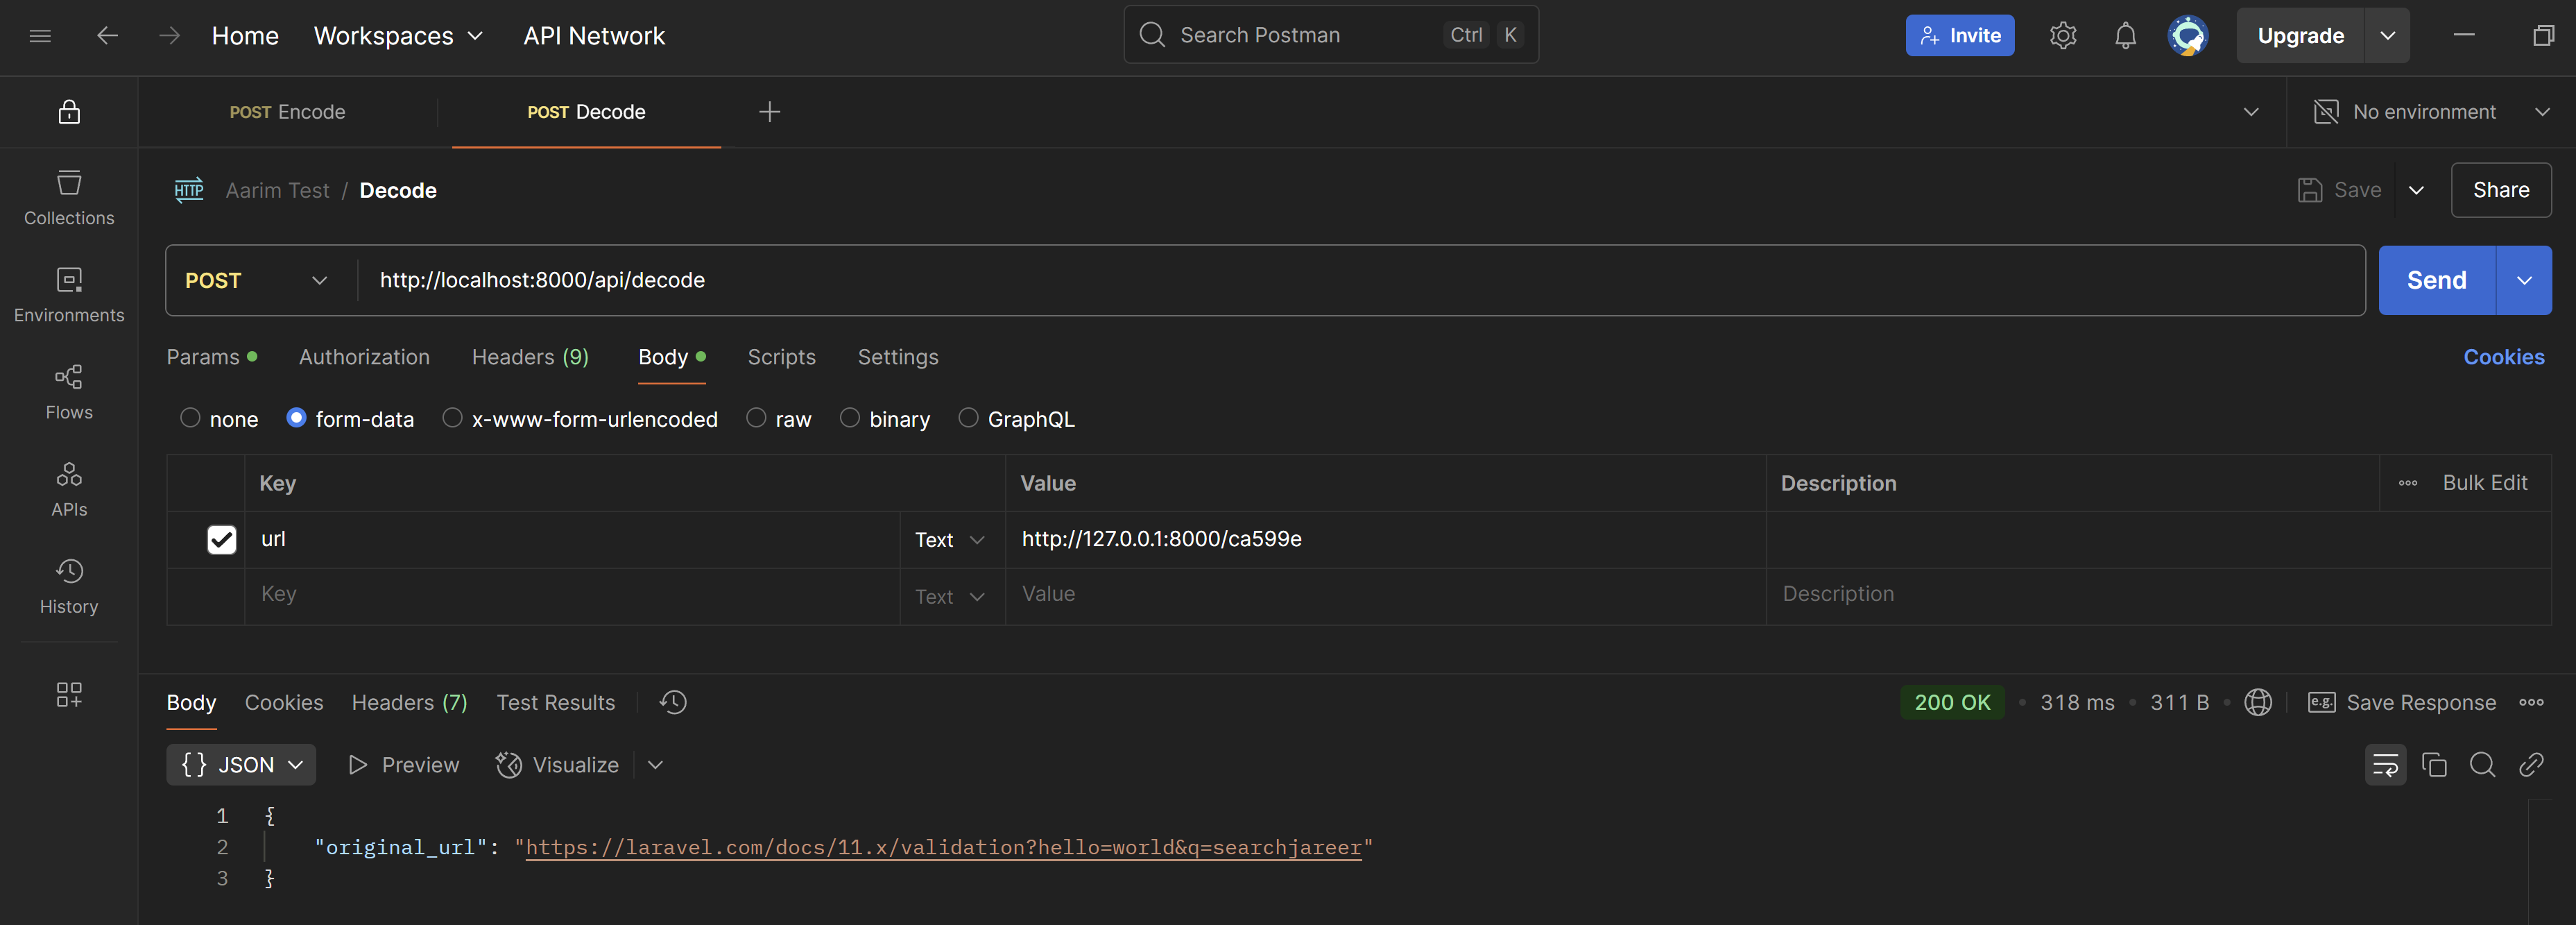 Home Workspaces API Network Search Postman Ctrl K Invite Upgrade
POST Encode POST Decode No environment
HTTP Aarim Test / Decode Save Share
Collections
POST http://localhost:8000/api/decode Send
Environments
Params Authorization Headers (9) Body Scripts Settings Cookies
Flows
none form-data x-www-form-urlencoded raw binary GraphQL
Key Value Description Bulk Edit
APIs
url Text http://127.0.0.1:8000/ca599e
Key Text Value Description
History
Body Cookies Headers (7) Test Results 200 OK • 318 ms • 311 B • e.g. Save Response
{} JSON Preview Visualize
1 {
2 "original_url": "https://laravel.com/docs/11.x/validation?hello=world&q=searchjareer"
3 }